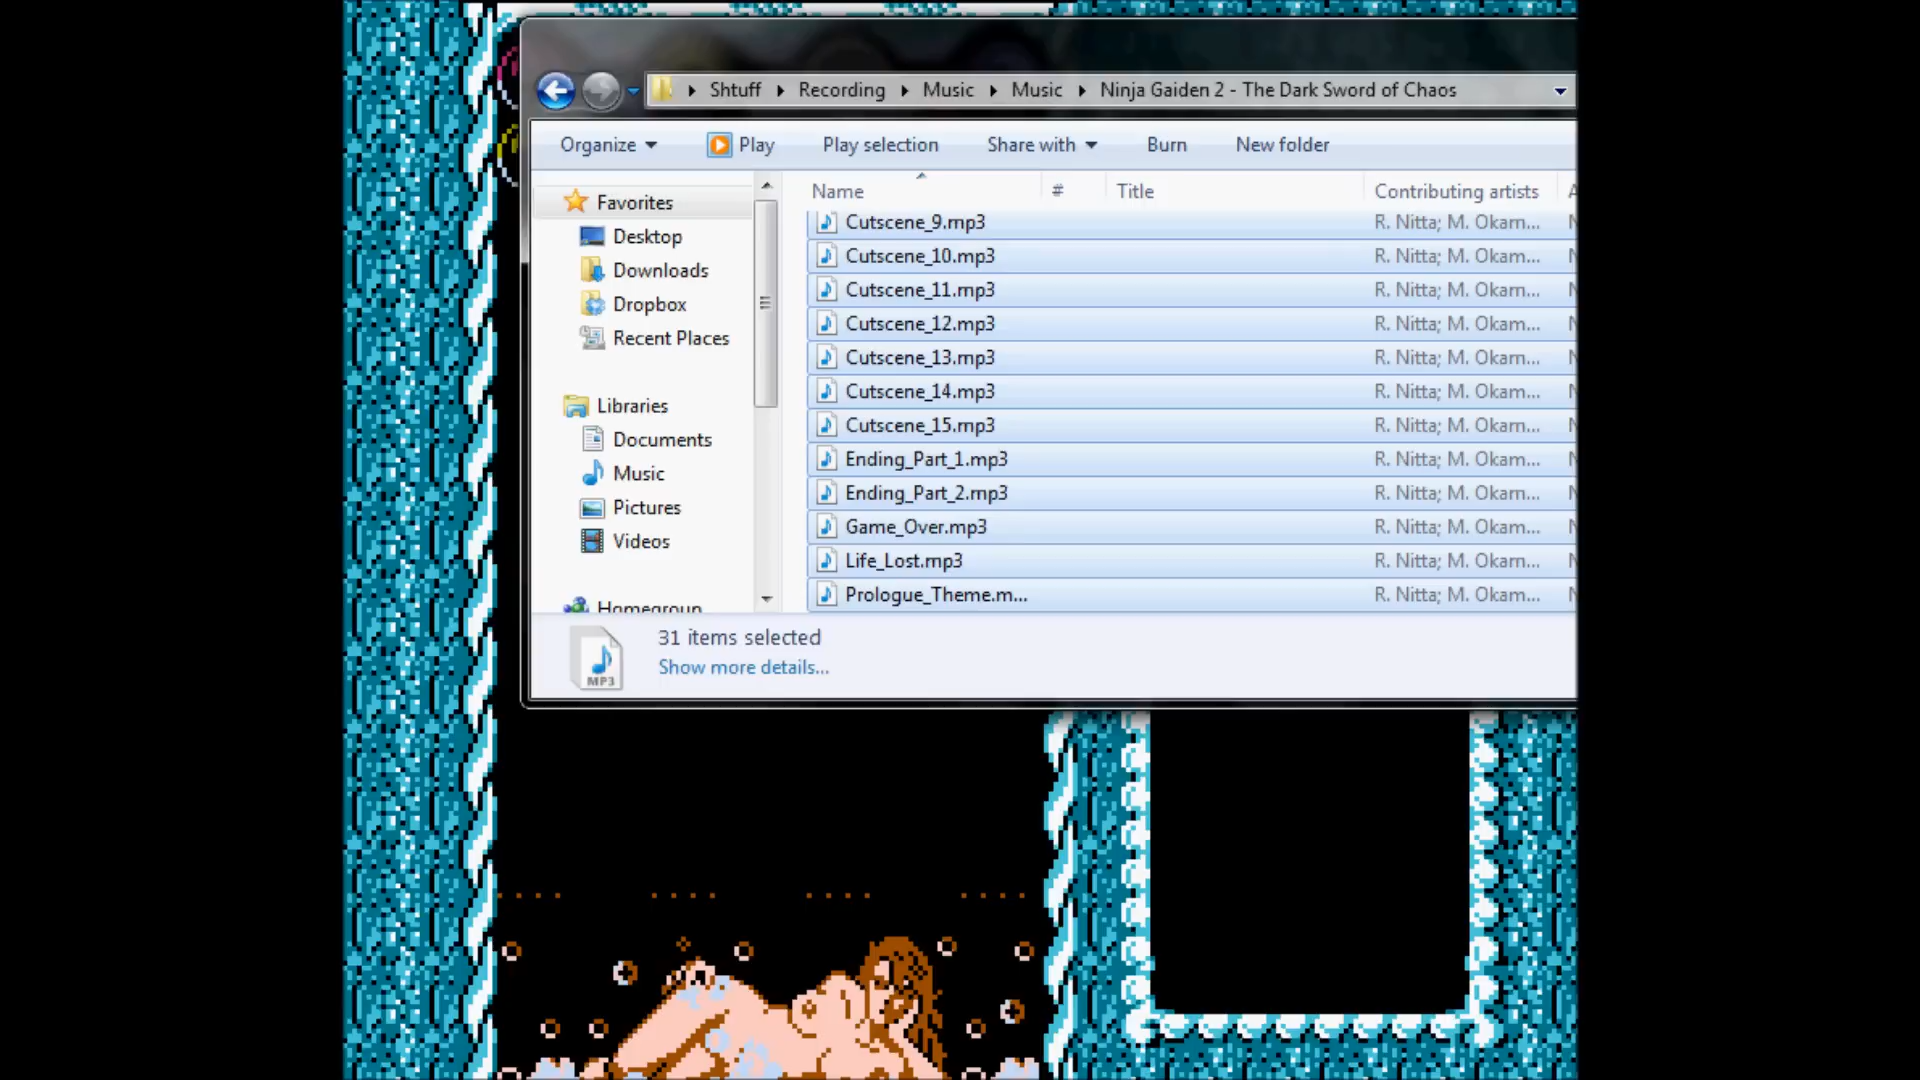 Shtuff Recording Music Music Ninja Gaiden 2 - The Dark Sword of Chaos
Organize Play Play selection Share with Burn New folder
Name # Title Contributing artists
Favorites
Desktop
Downloads
Dropbox
Recent Places
Libraries
Documents
Music
Pictures
Videos
Homegroup
Cutscene_9.mp3 R. Nitta; M. Okam...
Cutscene_10.mp3 R. Nitta; M. Okam...
Cutscene_11.mp3 R. Nitta; M. Okam...
Cutscene_12.mp3 R. Nitta; M. Okam...
Cutscene_13.mp3 R. Nitta; M. Okam...
Cutscene_14.mp3 R. Nitta; M. Okam...
Cutscene_15.mp3 R. Nitta; M. Okam...
Ending_Part_1.mp3 R. Nitta; M. Okam...
Ending_Part_2.mp3 R. Nitta; M. Okam...
Game_Over.mp3 R. Nitta; M. Okam...
Life_Lost.mp3 R. Nitta; M. Okam...
Prologue_Theme.m... R. Nitta; M. Okam...
31 items selected
Show more details...
MP3